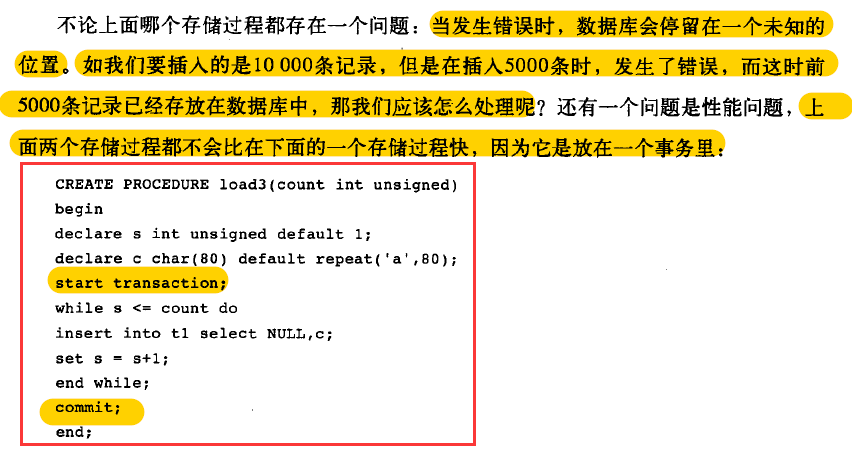 不论上面哪个存储过程都存在一个问题：当发生错误时，数据库会停留在一个未知的
位置。如我们要插入的是10 000条记录，但是在插入5000条时，发生了错误，而这时前
5000条记录已经存放在数据库中，那我们应该怎么处理呢？还有一个问题是性能问题，上
面两个存储过程都不会比在下面的一个存储过程快，因为它是放在一个事务里：
CREATE PROCEDURE load3(count int unsigned)
begin
declare s int unsigned default 1;
declare c char(80) default repeat('a',80);
start transaction;
while s <= count do
insert into t1 select NULL,c;
set s = s+1;
end while;
commit;
end;